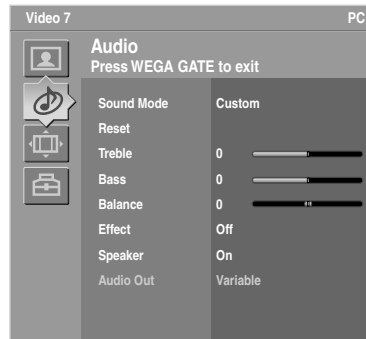 Video 7 PC
Audio
Press WEGA GATE to exit
Sound Mode Custom
Reset
Treble 0
Bass 0
Balance 0
Effect Off
Speaker On
Audio Out Variable